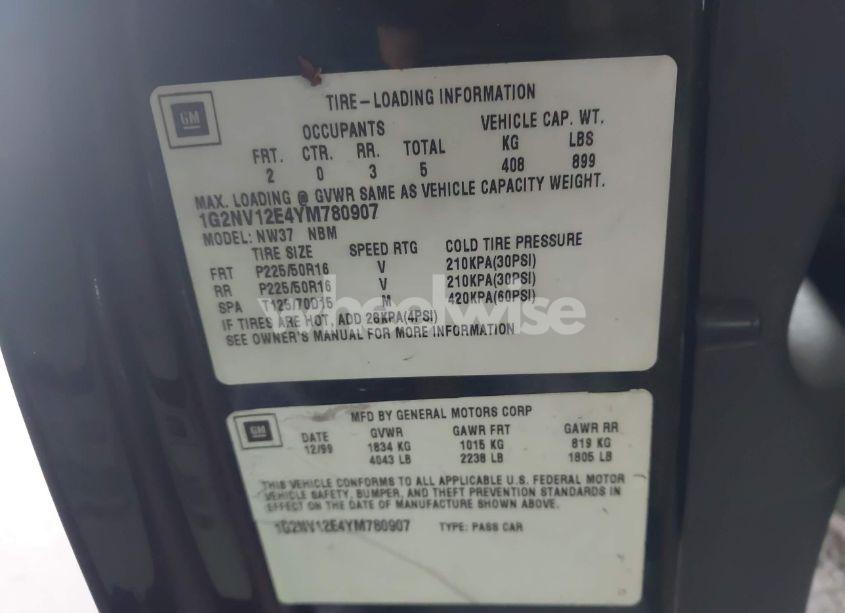 GM
TIRE-LOADING INFORMATION
OCCUPANTS VEHICLE CAP. WT.
FRT. CTR. RR. TOTAL KG LBS
2 0 3 5 408 899
MAX. LOADING @ GVWR SAME AS VEHICLE CAPACITY WEIGHT.
1G2NV12E4YM780907
MODEL: NW37 NBM
TIRE SIZE SPEED RTG COLD TIRE PRESSURE
FRT P225/50R16 V 210KPA(30PSI)
RR P225/50R16 V 210KPA(30PSI)
SPA T125/70D15 M 420KPA(60PSI)
wheelwise
IF TIRES ARE HOT, ADD 28KPA(4PSI)
SEE OWNER'S MANUAL FOR MORE INFORMATION
GM
MFD BY GENERAL MOTORS CORP
DATE GVWR GAWR FRT GAWR RR
12/99 1834 KG 1015 KG 819 KG
4043 LB 2238 LB 1805 LB
THIS VEHICLE CONFORMS TO ALL APPLICABLE U.S. FEDERAL MOTOR
VEHICLE SAFETY, BUMPER, AND THEFT PREVENTION STANDARDS IN
EFFECT ON THE DATE OF MANUFACTURE SHOWN ABOVE.
1G2NV12E4YM780907 TYPE: PASS CAR